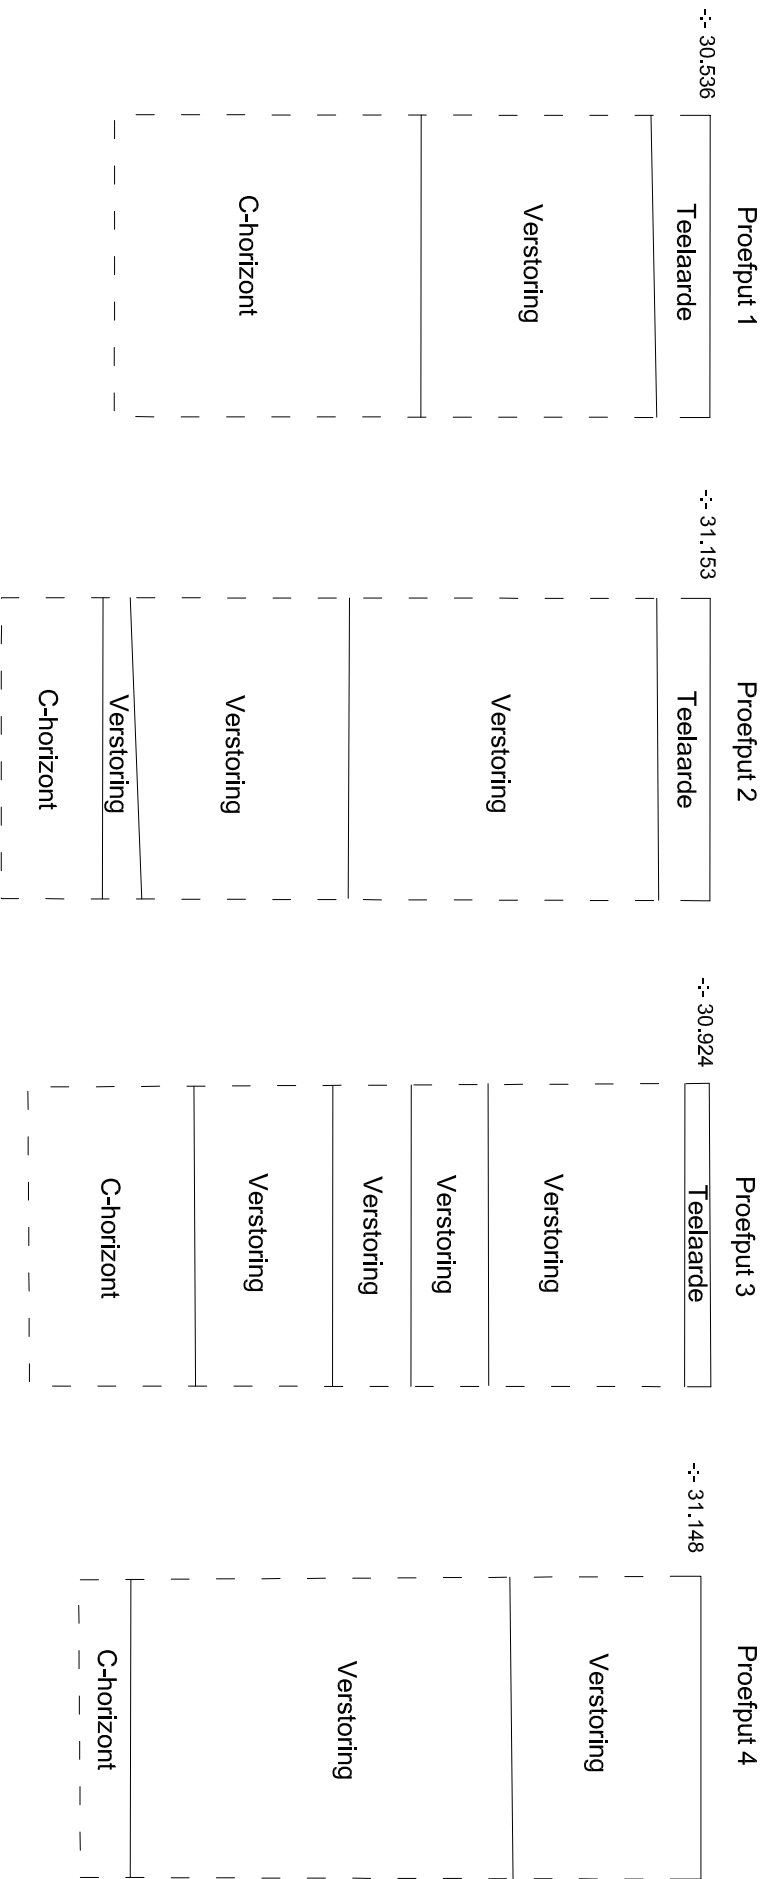 Proefput 1
-:- 30.536
Teelaarde
Verstoring
C-horizont
Proefput 2
-:- 31.153
Teelaarde
Verstoring
Verstoring
Verstoring
C-horizont
Proefput 3
-:- 30.924
Teelaarde
Verstoring
Verstoring
Verstoring
Verstoring
C-horizont
Proefput 4
-:- 31.148
Verstoring
Verstoring
C-horizont